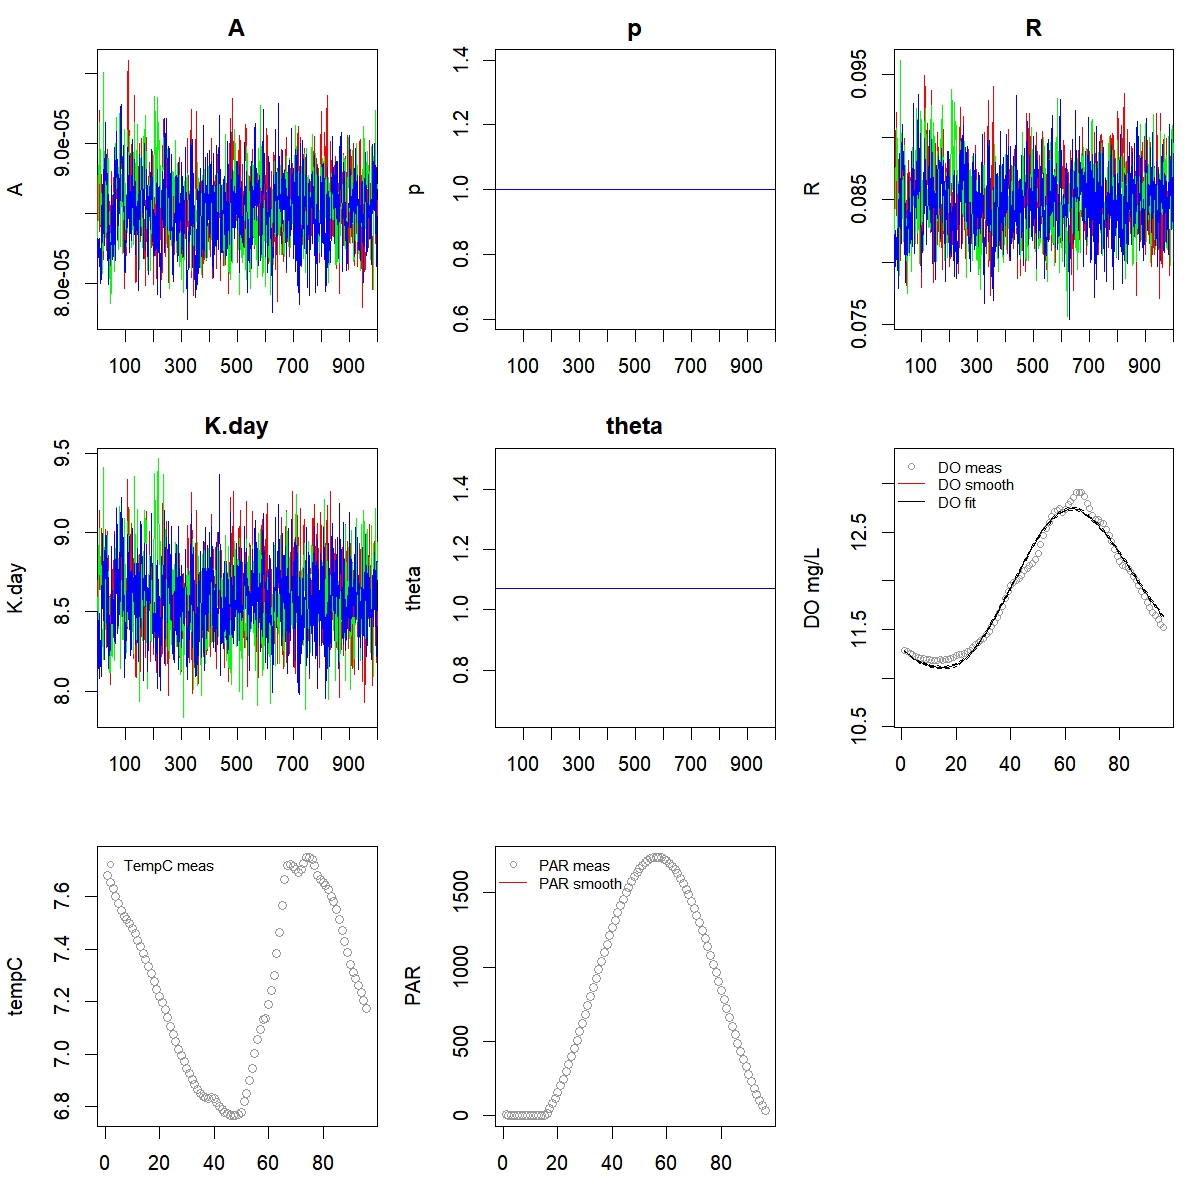 A
A
8.0e-05 9.0e-05
100 300 500 700 900
p
p
0.6 0.8 1.0 1.2 1.4
100 300 500 700 900
R
R
0.075 0.085 0.095
100 300 500 700 900
K.day
K.day
8.0 8.5 9.0 9.5
100 300 500 700 900
theta
theta
0.8 1.0 1.2 1.4
100 300 500 700 900
DO mg/L
10.5 11.5 12.5
DO meas
DO smooth
DO fit
0 20 40 60 80
tempC
6.8 7.0 7.2 7.4 7.6
TempC meas
0 20 40 60 80
PAR
0 500 1000 1500
PAR meas
PAR smooth
0 20 40 60 80